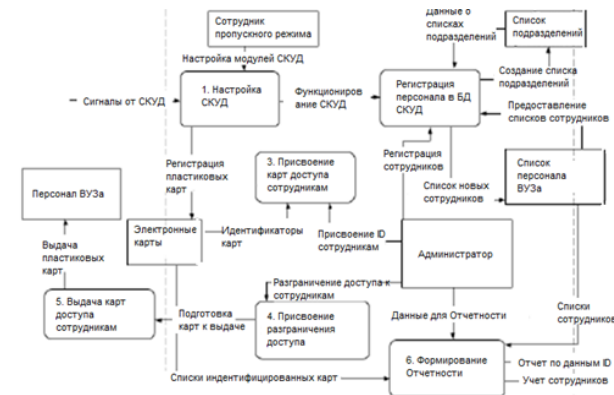 Сотрудник
пропускного режима
Данные о
списках
подразделений
Список
подразделений
Настройка модулей СКУД
Сигналы от СКУД
1. Настройка
СКУД
Функциониров
ание СКУД
Регистрация
персонала в БД
СКУД
Создание списка
подразделений
Предоставление
списков сотрудников
Регистрация
пластиковых
карт
3. Присвоение
карт доступа
сотрудникам
Регистрация
сотрудников
Список новых
сотрудников
Список
персонала
ВУЗа
Персонал ВУЗа
Электронные
карты
Идентификаторы
карт
Присвоение ID
сотрудникам
Администратор
Выдача
пластиковых
карт
Разграничение доступа к
сотрудникам
5. Выдача карт
доступа
сотрудникам
Подготовка
карт к выдаче
4. Присвоение
разграничения
доступа
Данные для Отчетности
Списки
сотрудников
6. Формирование
Отчетности
Отчет по данным ID
Учет сотрудников
Списки индентифицированных карт